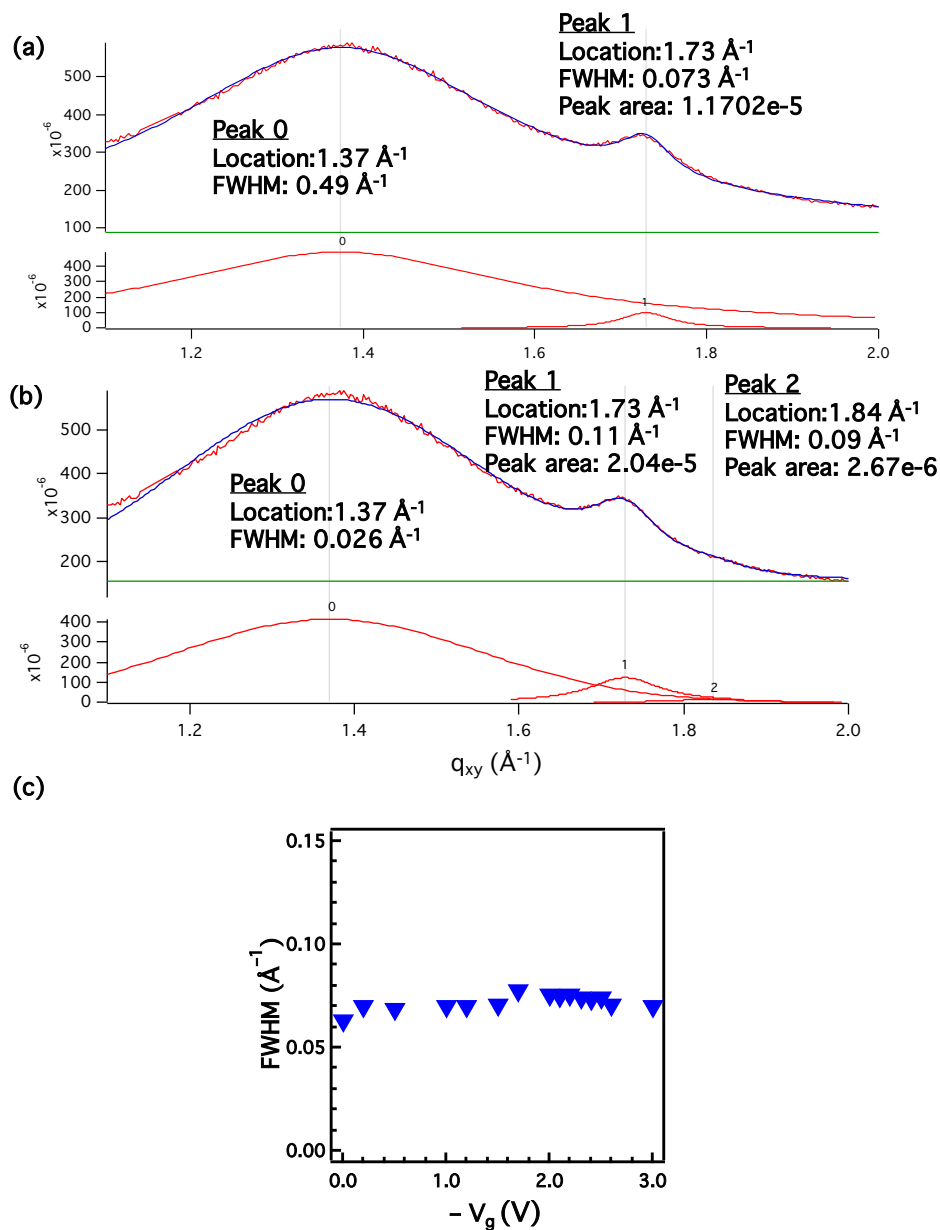 (a)
Peak 1
Location:1.73 Å⁻¹
FWHM: 0.073 Å⁻¹
Peak area: 1.1702e-5
Peak 0
Location:1.37 Å⁻¹
FWHM: 0.49 Å⁻¹
x10⁻⁶
500
400
300
200
100
0
x10⁻⁶
400
300
200
100
0
1
1.2
1.4
1.6
1.8
2.0
(b)
Peak 1
Location:1.73 Å⁻¹
FWHM: 0.11 Å⁻¹
Peak area: 2.04e-5
Peak 2
Location:1.84 Å⁻¹
FWHM: 0.09 Å⁻¹
Peak area: 2.67e-6
Peak 0
Location:1.37 Å⁻¹
FWHM: 0.026 Å⁻¹
x10⁻⁶
500
400
300
200
0
x10⁻⁶
400
300
200
100
0
1
2
1.2
1.4
1.6
1.8
2.0
qxy (Å⁻¹)
(c)
FWHM (Å⁻¹)
0.15
0.10
0.05
0.00
0.0
1.0
2.0
3.0
– Vg (V)